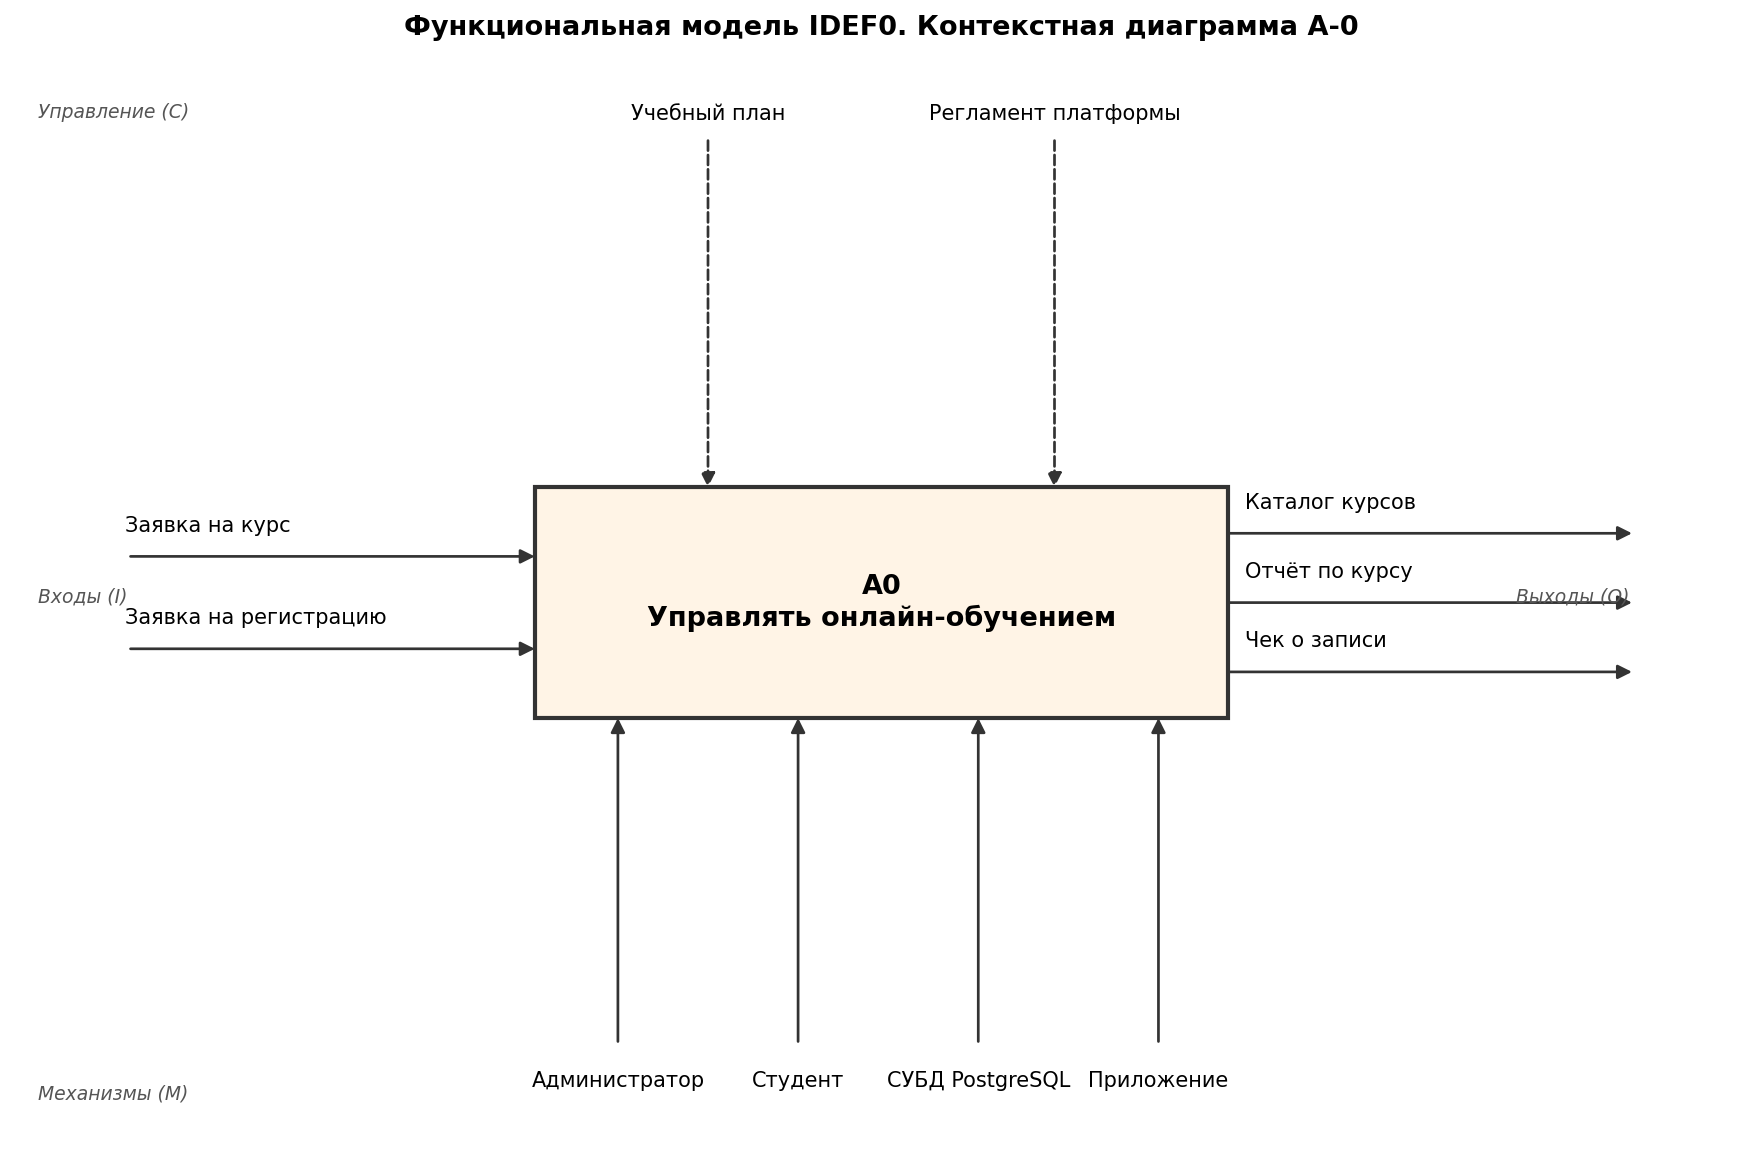 Функциональная модель IDEF0. Контекстная диаграмма A-0
Управление (C)
Учебный план
Регламент платформы
Каталог курсов
Заявка на курс
Отчёт по курсу
Входы (I)
Выходы (O)
A0
Управлять онлайн-обучением
Заявка на регистрацию
Чек о записи
Администратор
Студент
СУБД PostgreSQL
Приложение
Механизмы (M)